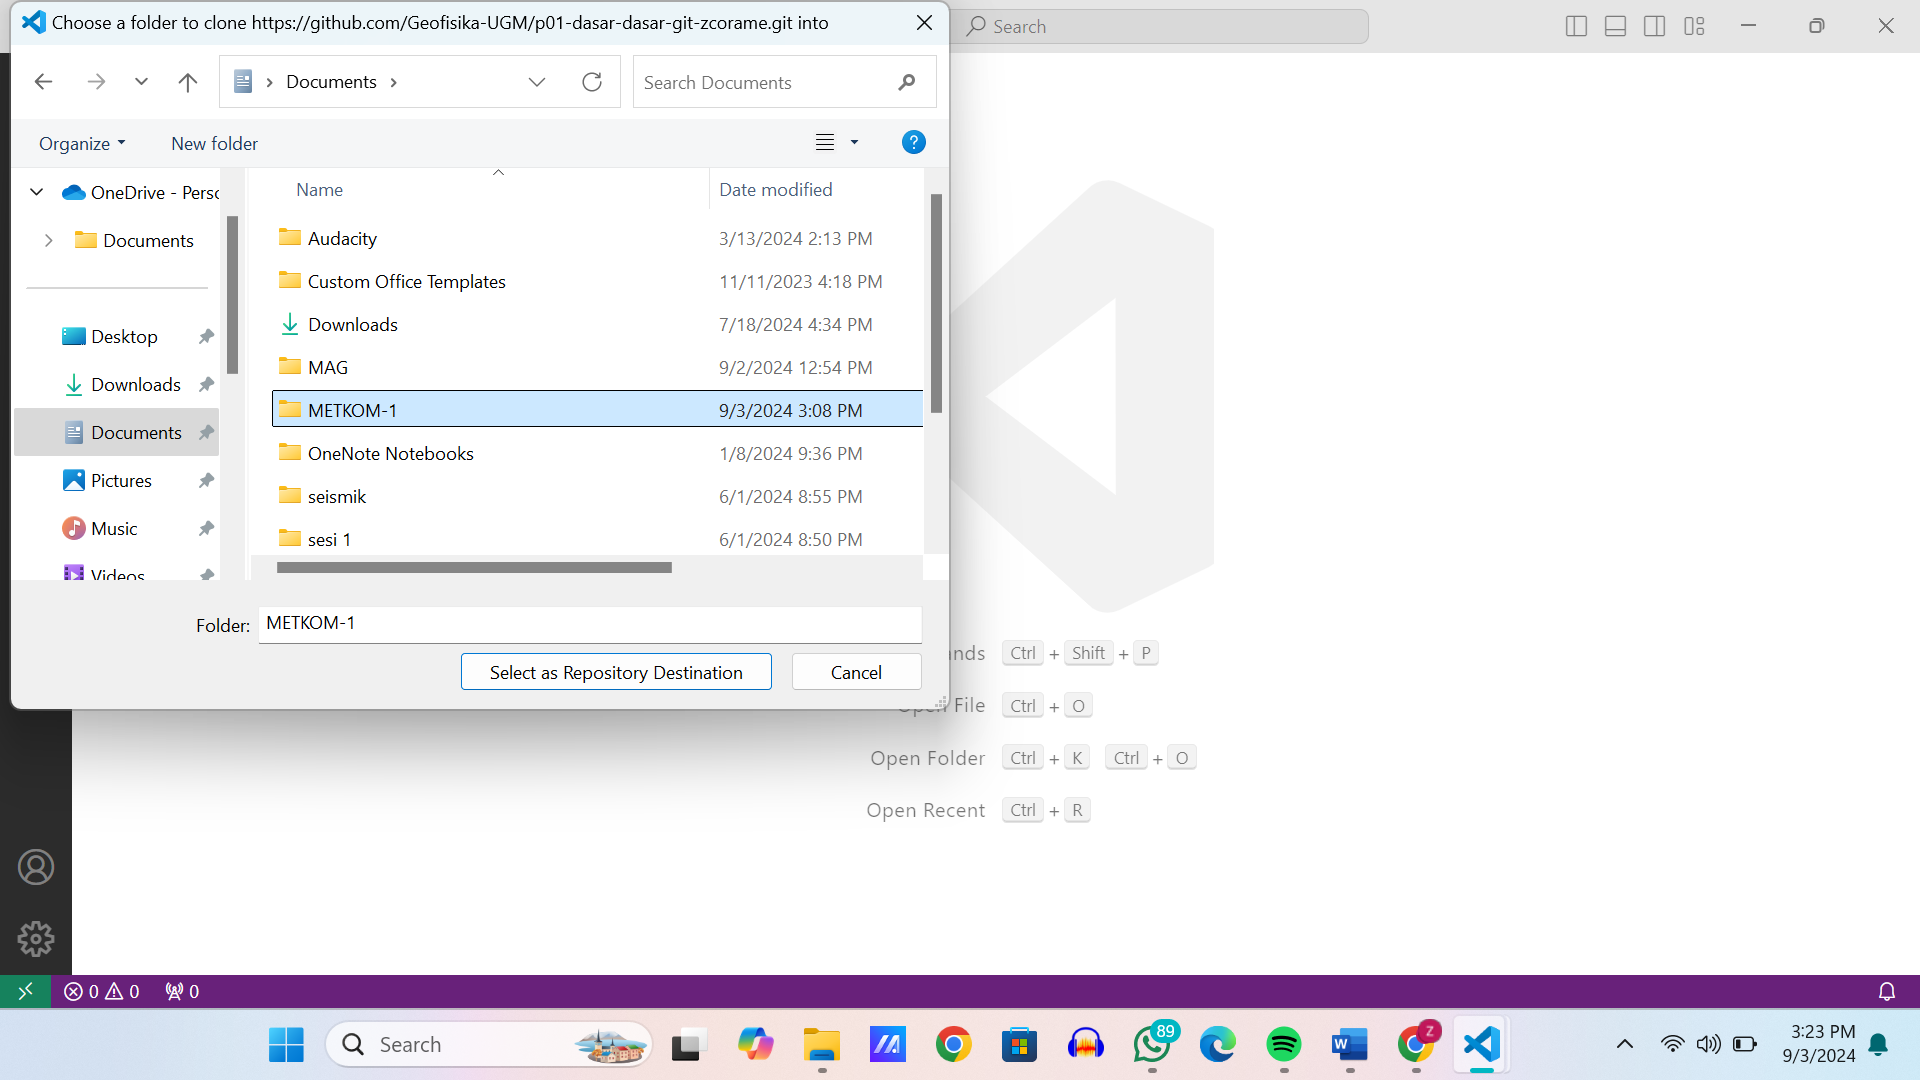 Choose a folder to clone https://github.com/Geofisika-UGM/p01-dasar-dasar-git-zcorame.git into
Search
Documents
Search Documents
Organize
New folder
?
OneDrive - Persc
Documents
Desktop
Downloads
Documents
Pictures
Music
Videos
Name Date modified
Audacity 3/13/2024 2:13 PM
Custom Office Templates 11/11/2023 4:18 PM
Downloads 7/18/2024 4:34 PM
MAG 9/2/2024 12:54 PM
METKOM-1 9/3/2024 3:08 PM
OneNote Notebooks 1/8/2024 9:36 PM
seismik 6/1/2024 8:55 PM
sesi 1 6/1/2024 8:50 PM
Folder: METKOM-1
Select as Repository Destination
Cancel
nds Ctrl + Shift + P
Open File Ctrl + O
Open Folder Ctrl + K Ctrl + O
Open Recent Ctrl + R
0 0 0
Search
89
Z
W
3:23 PM
9/3/2024